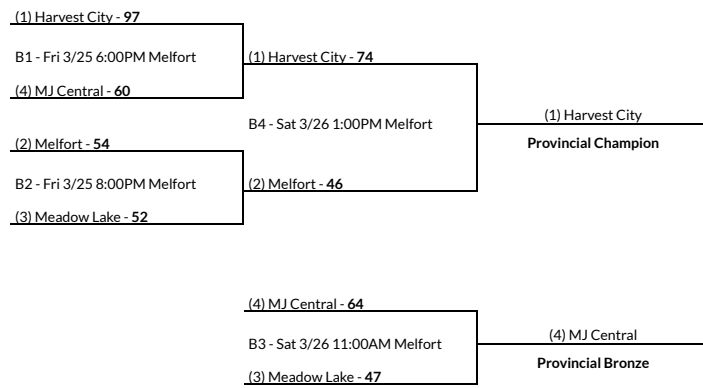 (1) Harvest City - 97
B1 - Fri 3/25 6:00PM Melfort
(1) Harvest City - 74
(4) MJ Central - 60
(1) Harvest City
B4 - Sat 3/26 1:00PM Melfort
Provincial Champion
(2) Melfort - 54
B2 - Fri 3/25 8:00PM Melfort
(2) Melfort - 46
(3) Meadow Lake - 52
(4) MJ Central - 64
(4) MJ Central
B3 - Sat 3/26 11:00AM Melfort
Provincial Bronze
(3) Meadow Lake - 47